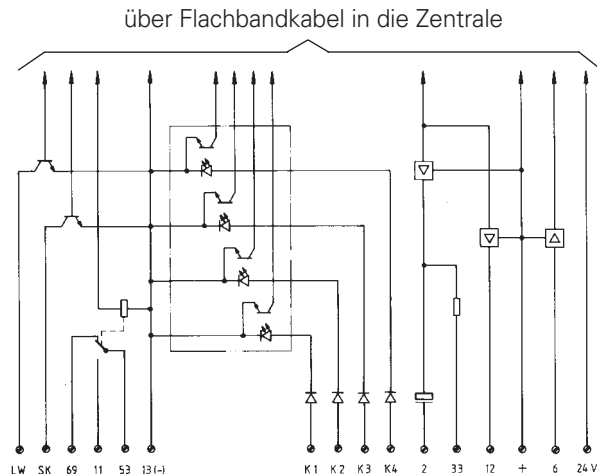 über Flachbandkabel in die Zentrale
LW SK 69 11 53 13(-) K1 K2 K3 K4 2 33 12 + 6 24V